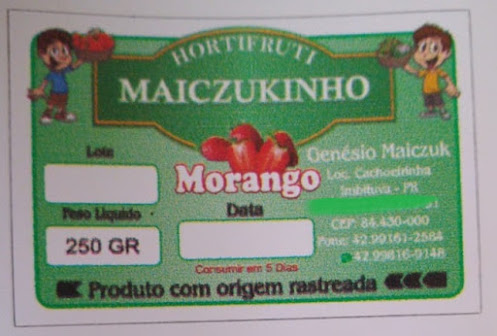 HORTIFRUTI
MAICZUKINHO
Lote
Morango
Genésio Maiczuk
Loc. Cachoeirinha
Imbituva - PR
Peso Líquido
250 GR
Data
Consumir em 5 Dias
CEP: 84.430-000
Fone: 42.99161-2584
42.99816-9148
Produto com origem rastreada